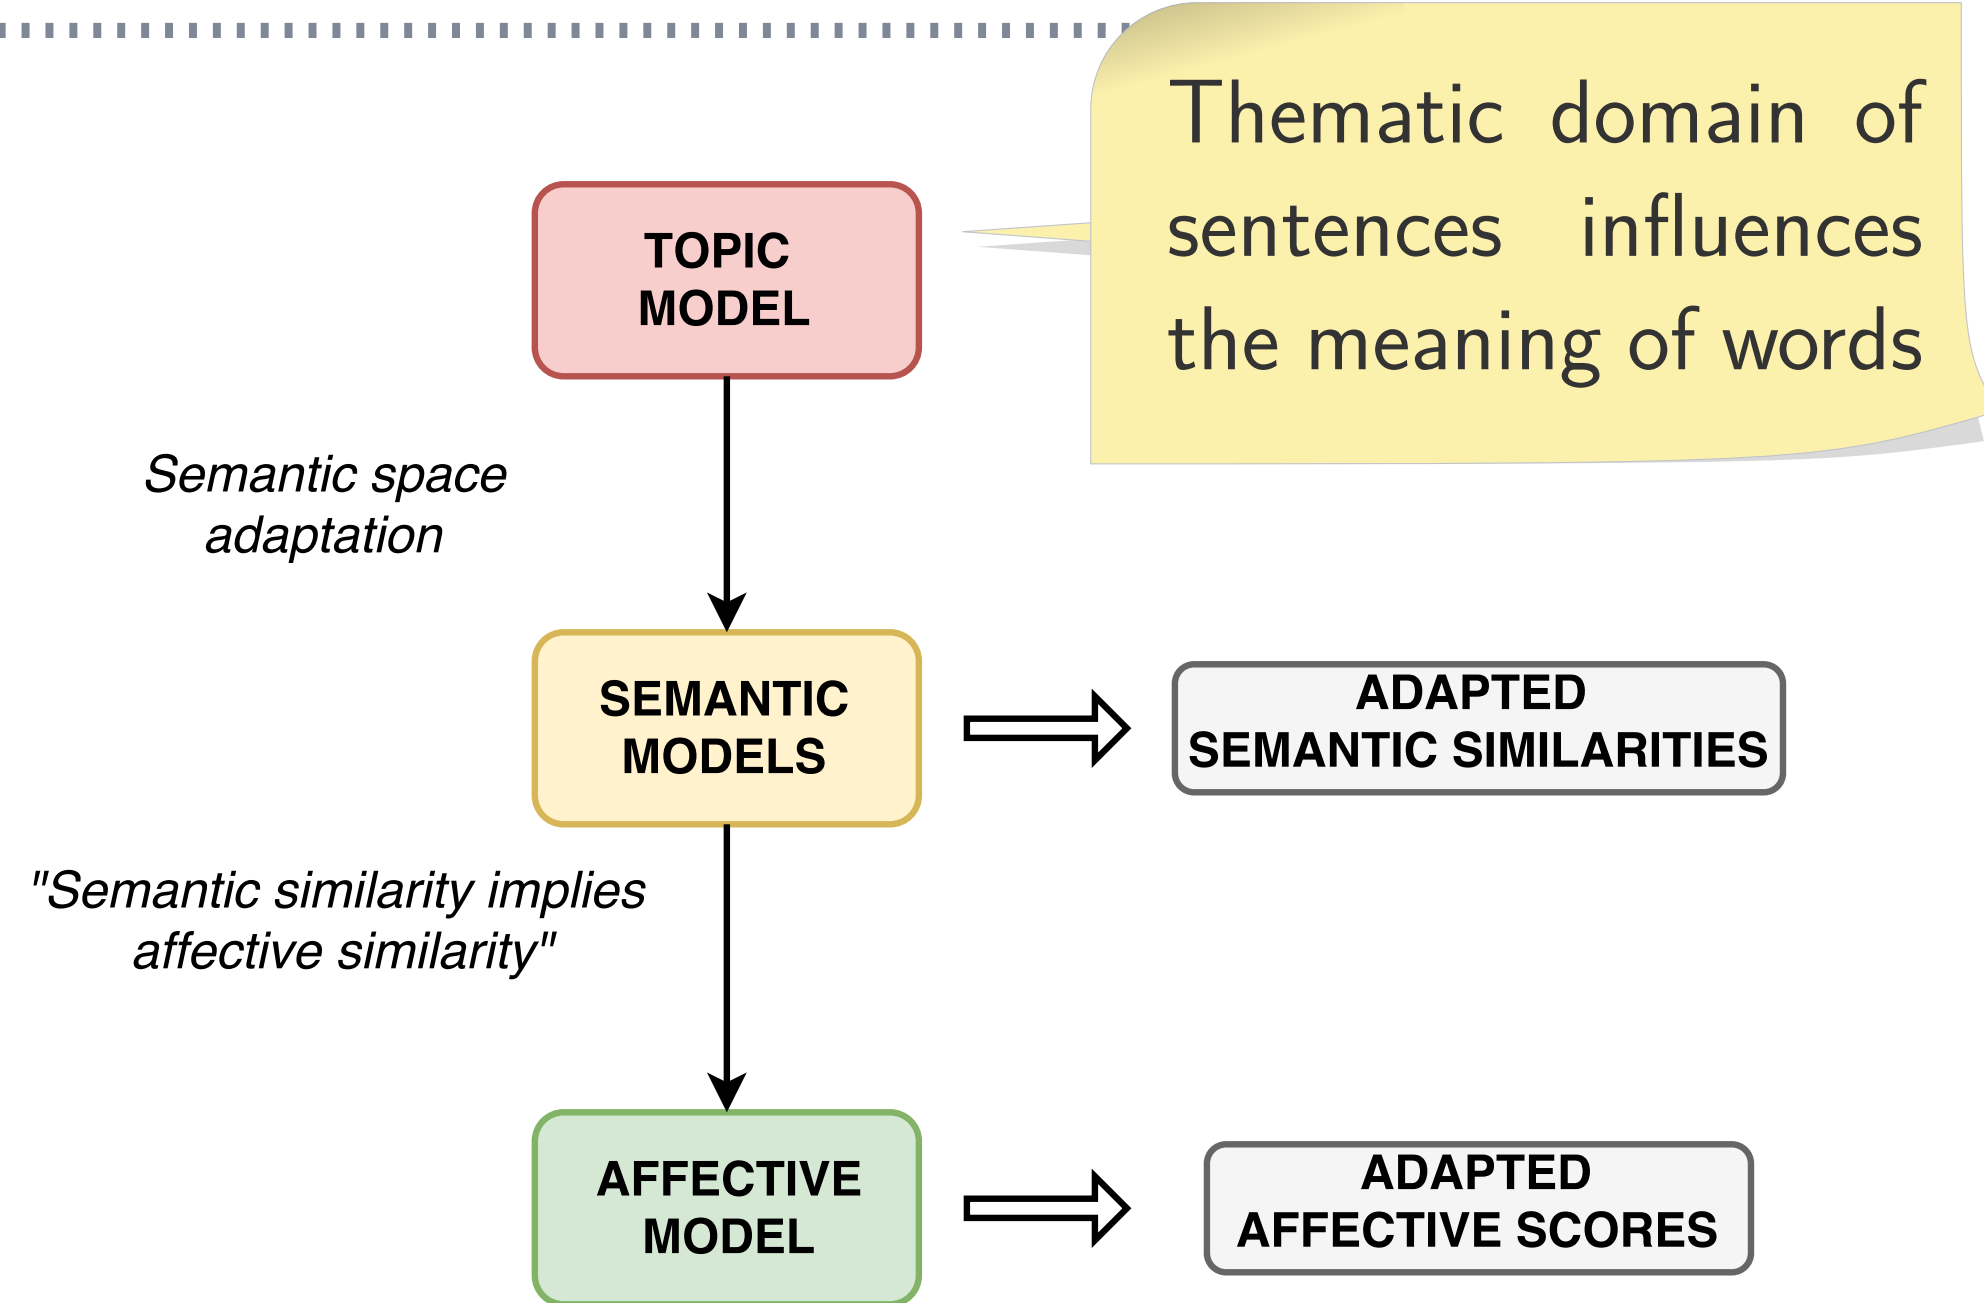 Thematic domain of
sentences influences
the meaning of words
TOPIC
MODEL
Semantic space
adaptation
SEMANTIC
MODELS
ADAPTED
SEMANTIC SIMILARITIES
"Semantic similarity implies
affective similarity"
AFFECTIVE
MODEL
ADAPTED
AFFECTIVE SCORES